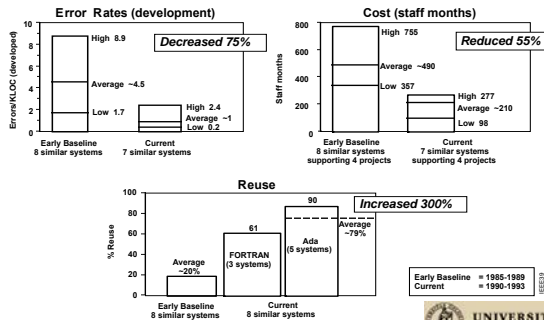 Error Rates (development)
Errors/KLOC (developed)
10
8
6
4
2
0
High 8.9
Average ~4.5
Low 1.7
Decreased 75%
High 2.4
Average ~1
Low 0.2
Early Baseline
8 similar systems
Current
7 similar systems
Cost (staff months)
Staff months
800
600
400
200
0
High 755
Average ~490
Low 357
Reduced 55%
High 277
Average ~210
Low 98
Early Baseline
8 similar systems
supporting 4 projects
Current
7 similar systems
supporting 4 projects
Reuse
% Reuse
100
80
60
40
20
0
Average
~20%
61
FORTRAN
(3 systems)
90
Ada
(5 systems)
Increased 300%
Average
~79%
Early Baseline
8 similar systems
Current
8 similar systems
Early Baseline = 1985-1989
Current = 1990-1993
IEEE39
UNIVERSIT